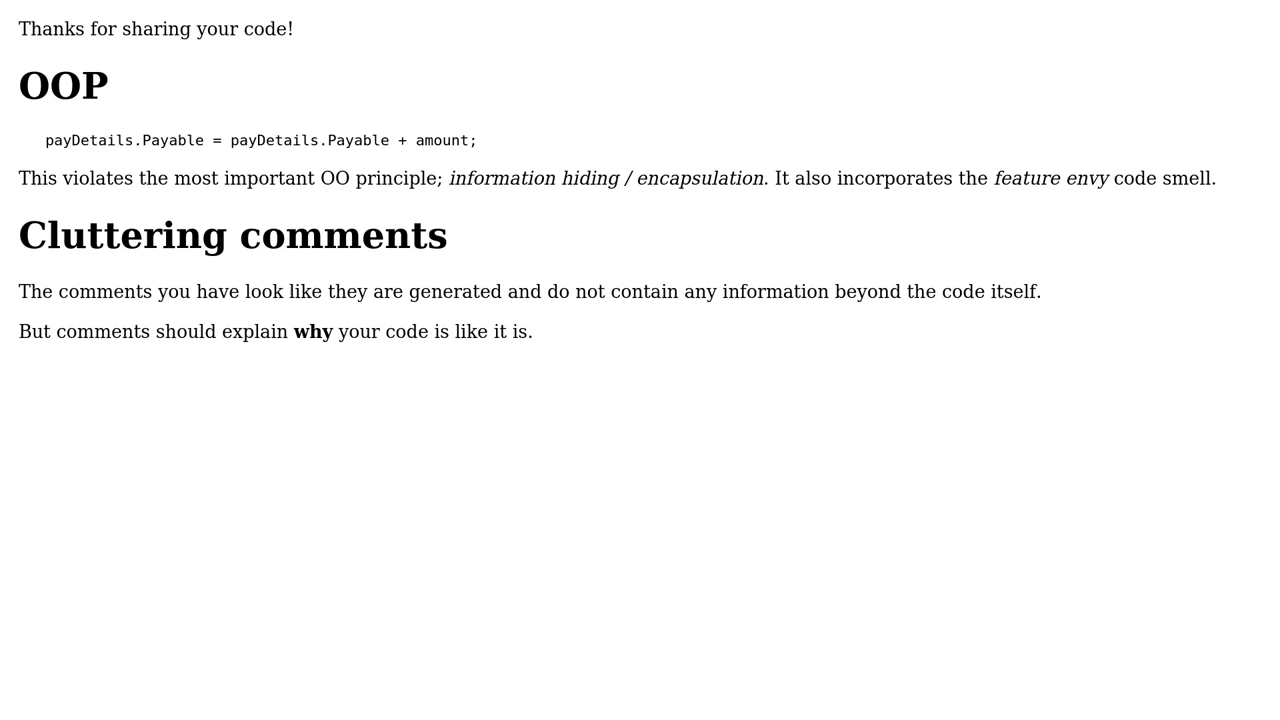 Thanks for sharing your code!
OOP
payDetails.Payable = payDetails.Payable + amount;
This violates the most important OO principle; information hiding / encapsulation. It also incorporates the feature envy code smell.
Cluttering comments
The comments you have look like they are generated and do not contain any information beyond the code itself.
But comments should explain why your code is like it is.